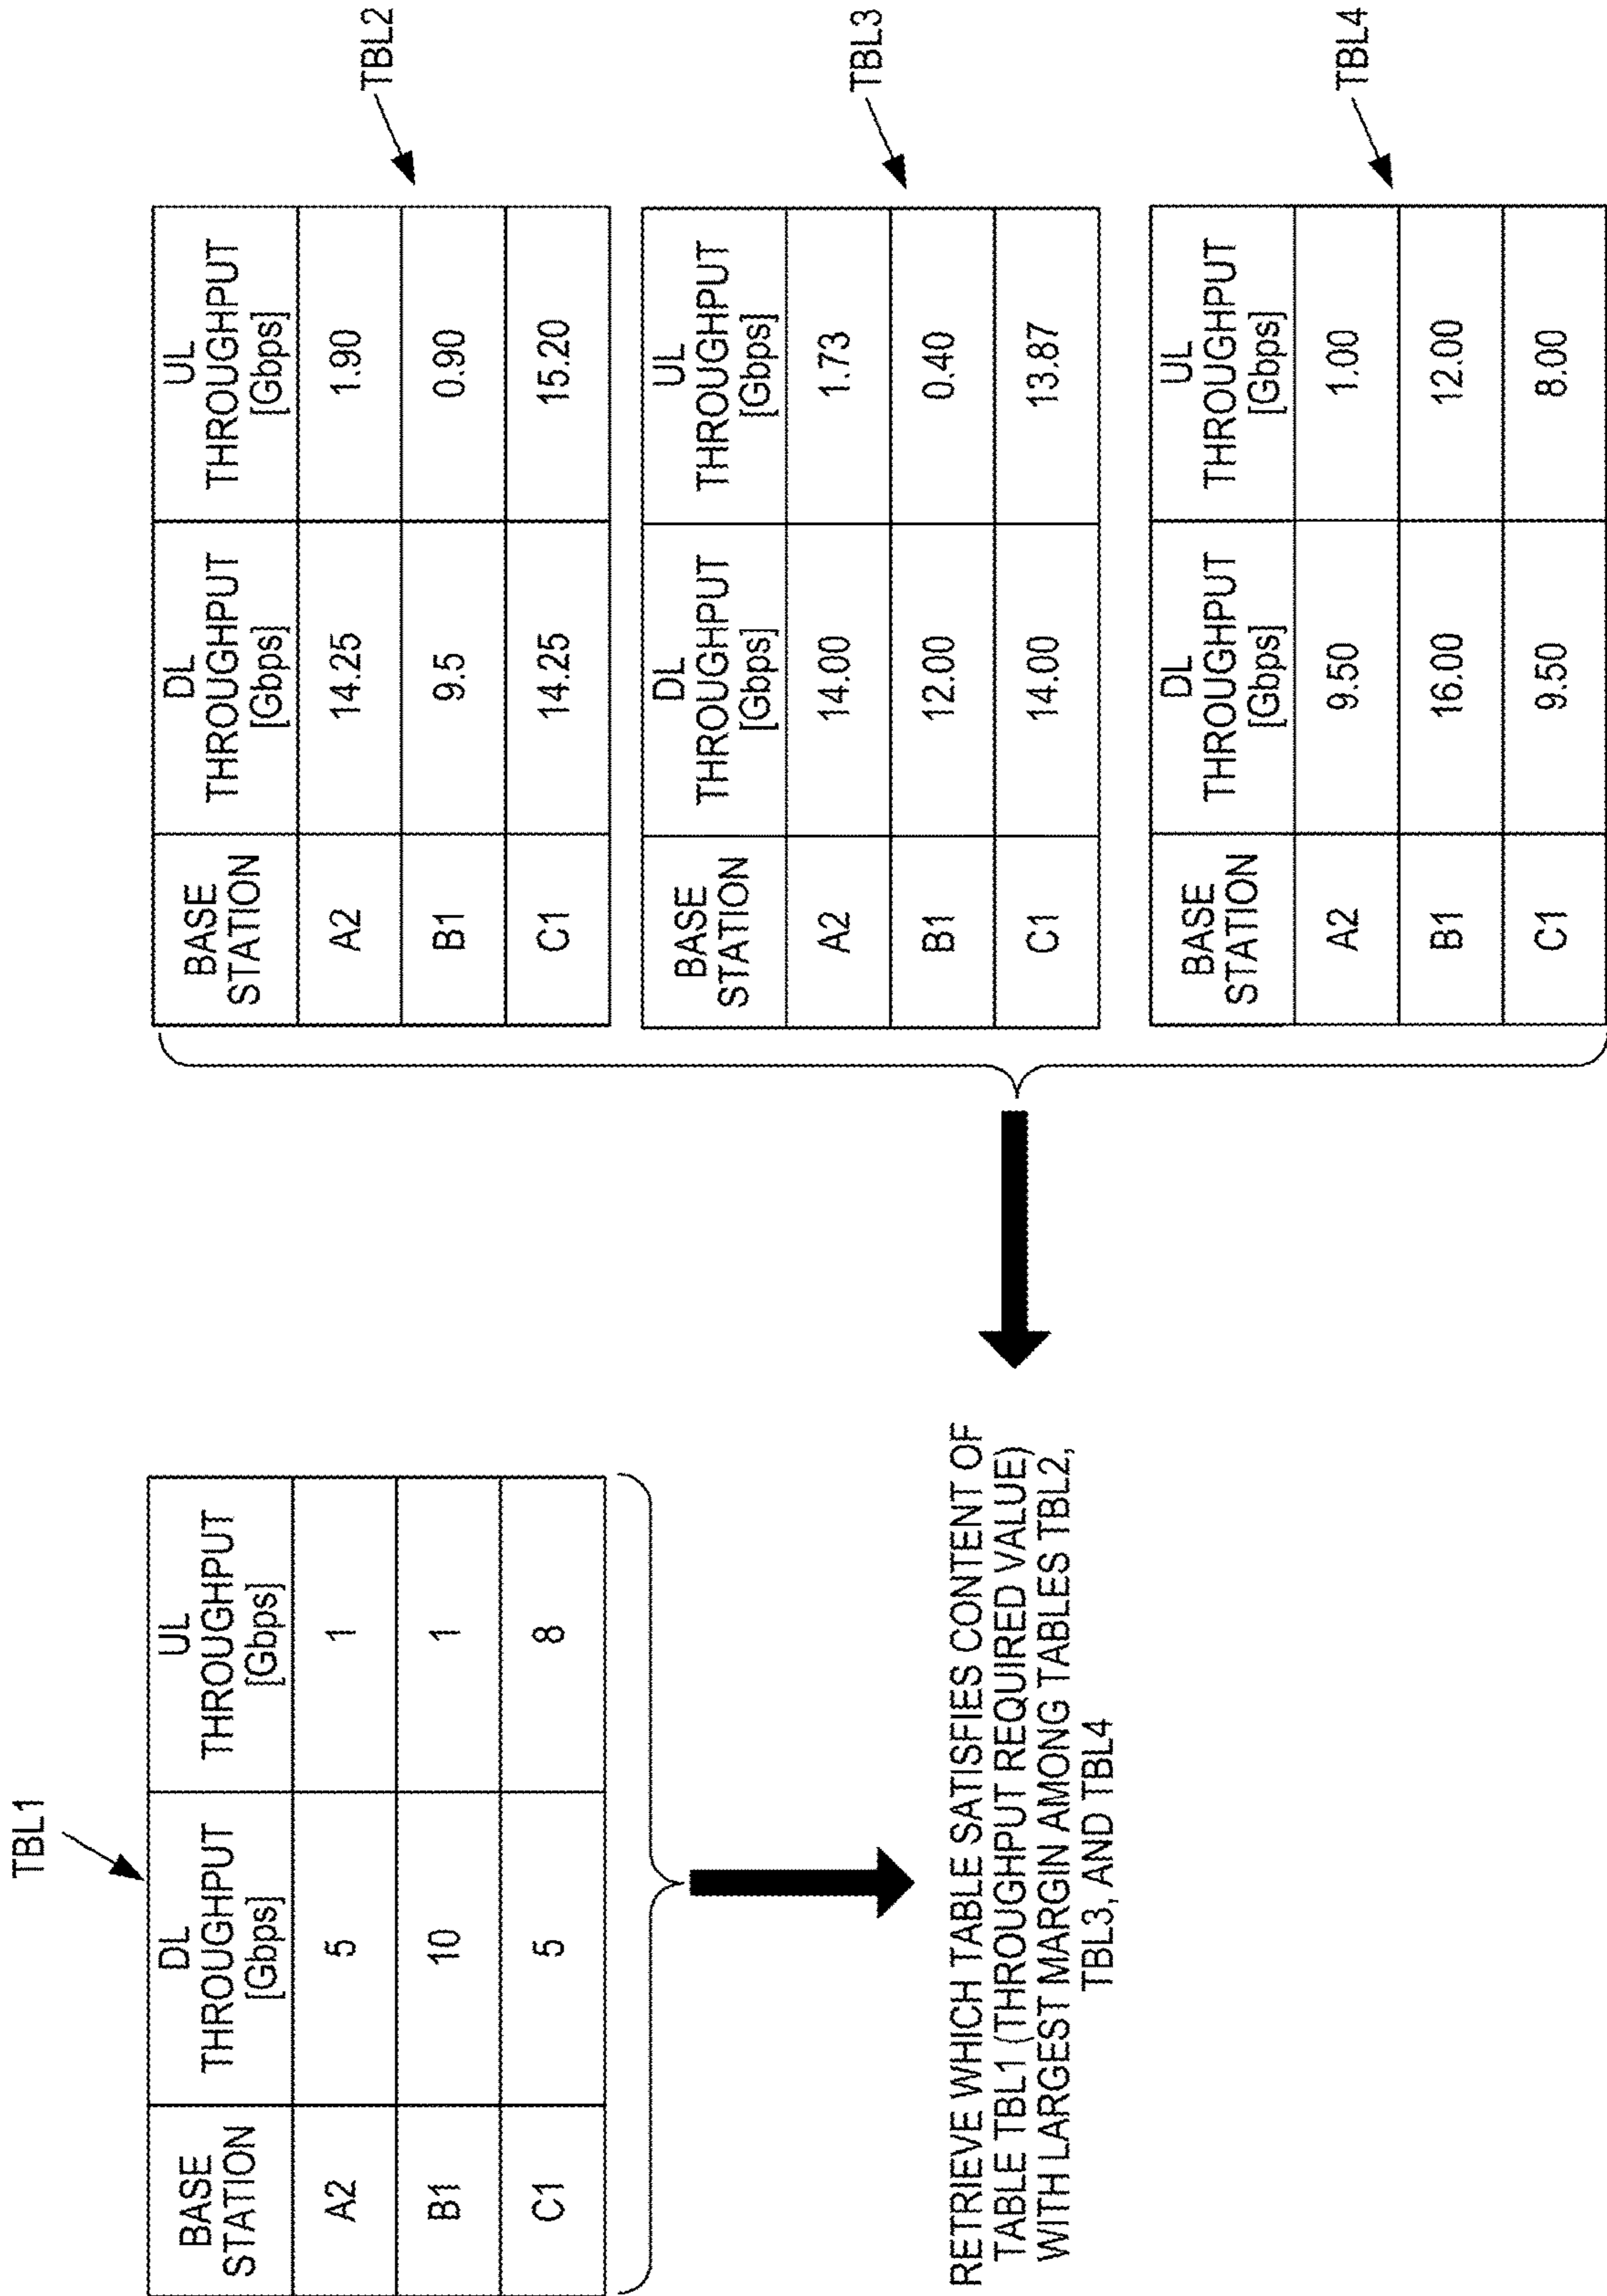 TBL1
BASE STATION	DL THROUGHPUT [Gbps]	UL THROUGHPUT [Gbps]
A2	5	1
B1	10	1
C1	5	8
RETRIEVE WHICH TABLE SATISFIES CONTENT OF
TABLE TBL1 (THROUGHPUT REQUIRED VALUE)
WITH LARGEST MARGIN AMONG TABLES TBL2,
TBL3, AND TBL4
BASE STATION	DL THROUGHPUT [Gbps]	UL THROUGHPUT [Gbps]
A2	14.25	1.90
B1	9.5	0.90
C1	14.25	15.20
TBL2
BASE STATION	DL THROUGHPUT [Gbps]	UL THROUGHPUT [Gbps]
A2	14.00	1.73
B1	12.00	0.40
C1	14.00	13.87
TBL3
BASE STATION	DL THROUGHPUT [Gbps]	UL THROUGHPUT [Gbps]
A2	9.50	1.00
B1	16.00	12.00
C1	9.50	8.00
TBL4